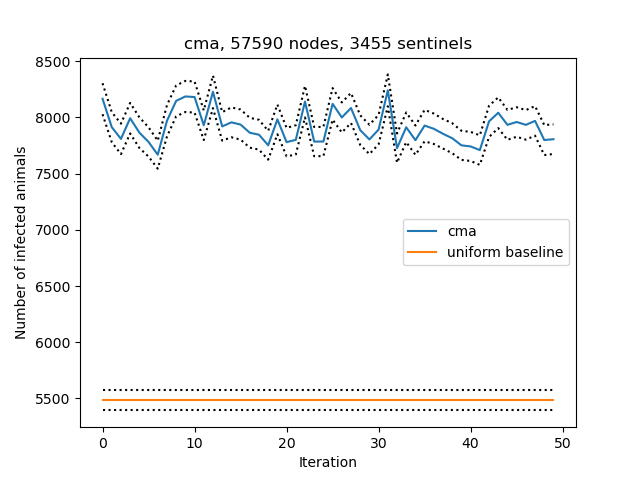 cma, 57590 nodes, 3455 sentinels
8500
8000
7500
7000
6500
6000
5500
Number of infected animals
cma
uniform baseline
0
10
20
30
40
50
Iteration